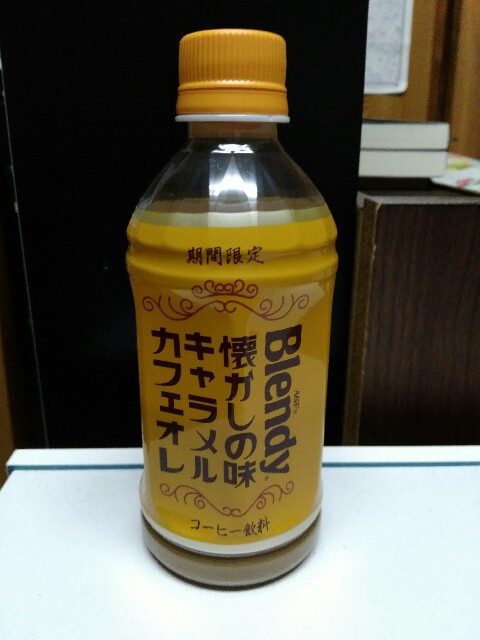 期間限定
AGF®
Blendy®
懐かしの味
キャラメル
カフェオレ
コーヒー飲料